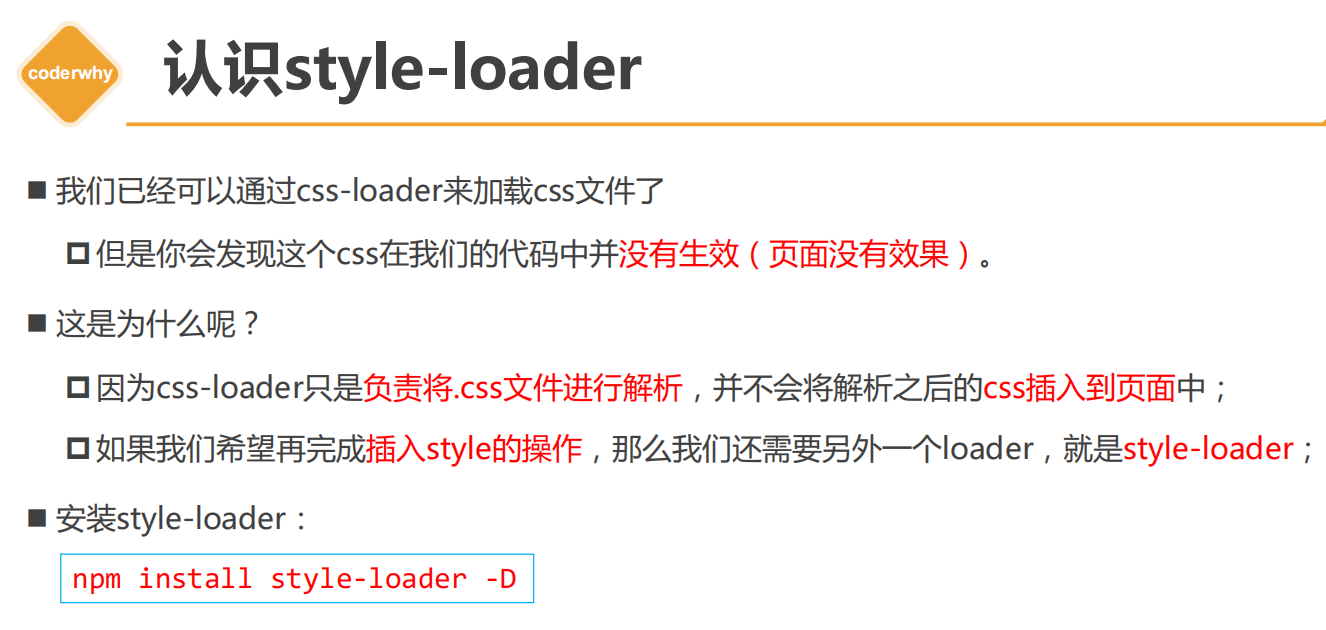 coderwhy
认识style-loader
我们已经可以通过css-loader来加载css文件了
但是你会发现这个css在我们的代码中并没有生效（页面没有效果）。
这是为什么呢？
因为css-loader只是负责将.css文件进行解析，并不会将解析之后的css插入到页面中；
如果我们希望再完成插入style的操作，那么我们还需要另外一个loader，就是style-loader；
安装style-loader：
npm install style-loader -D